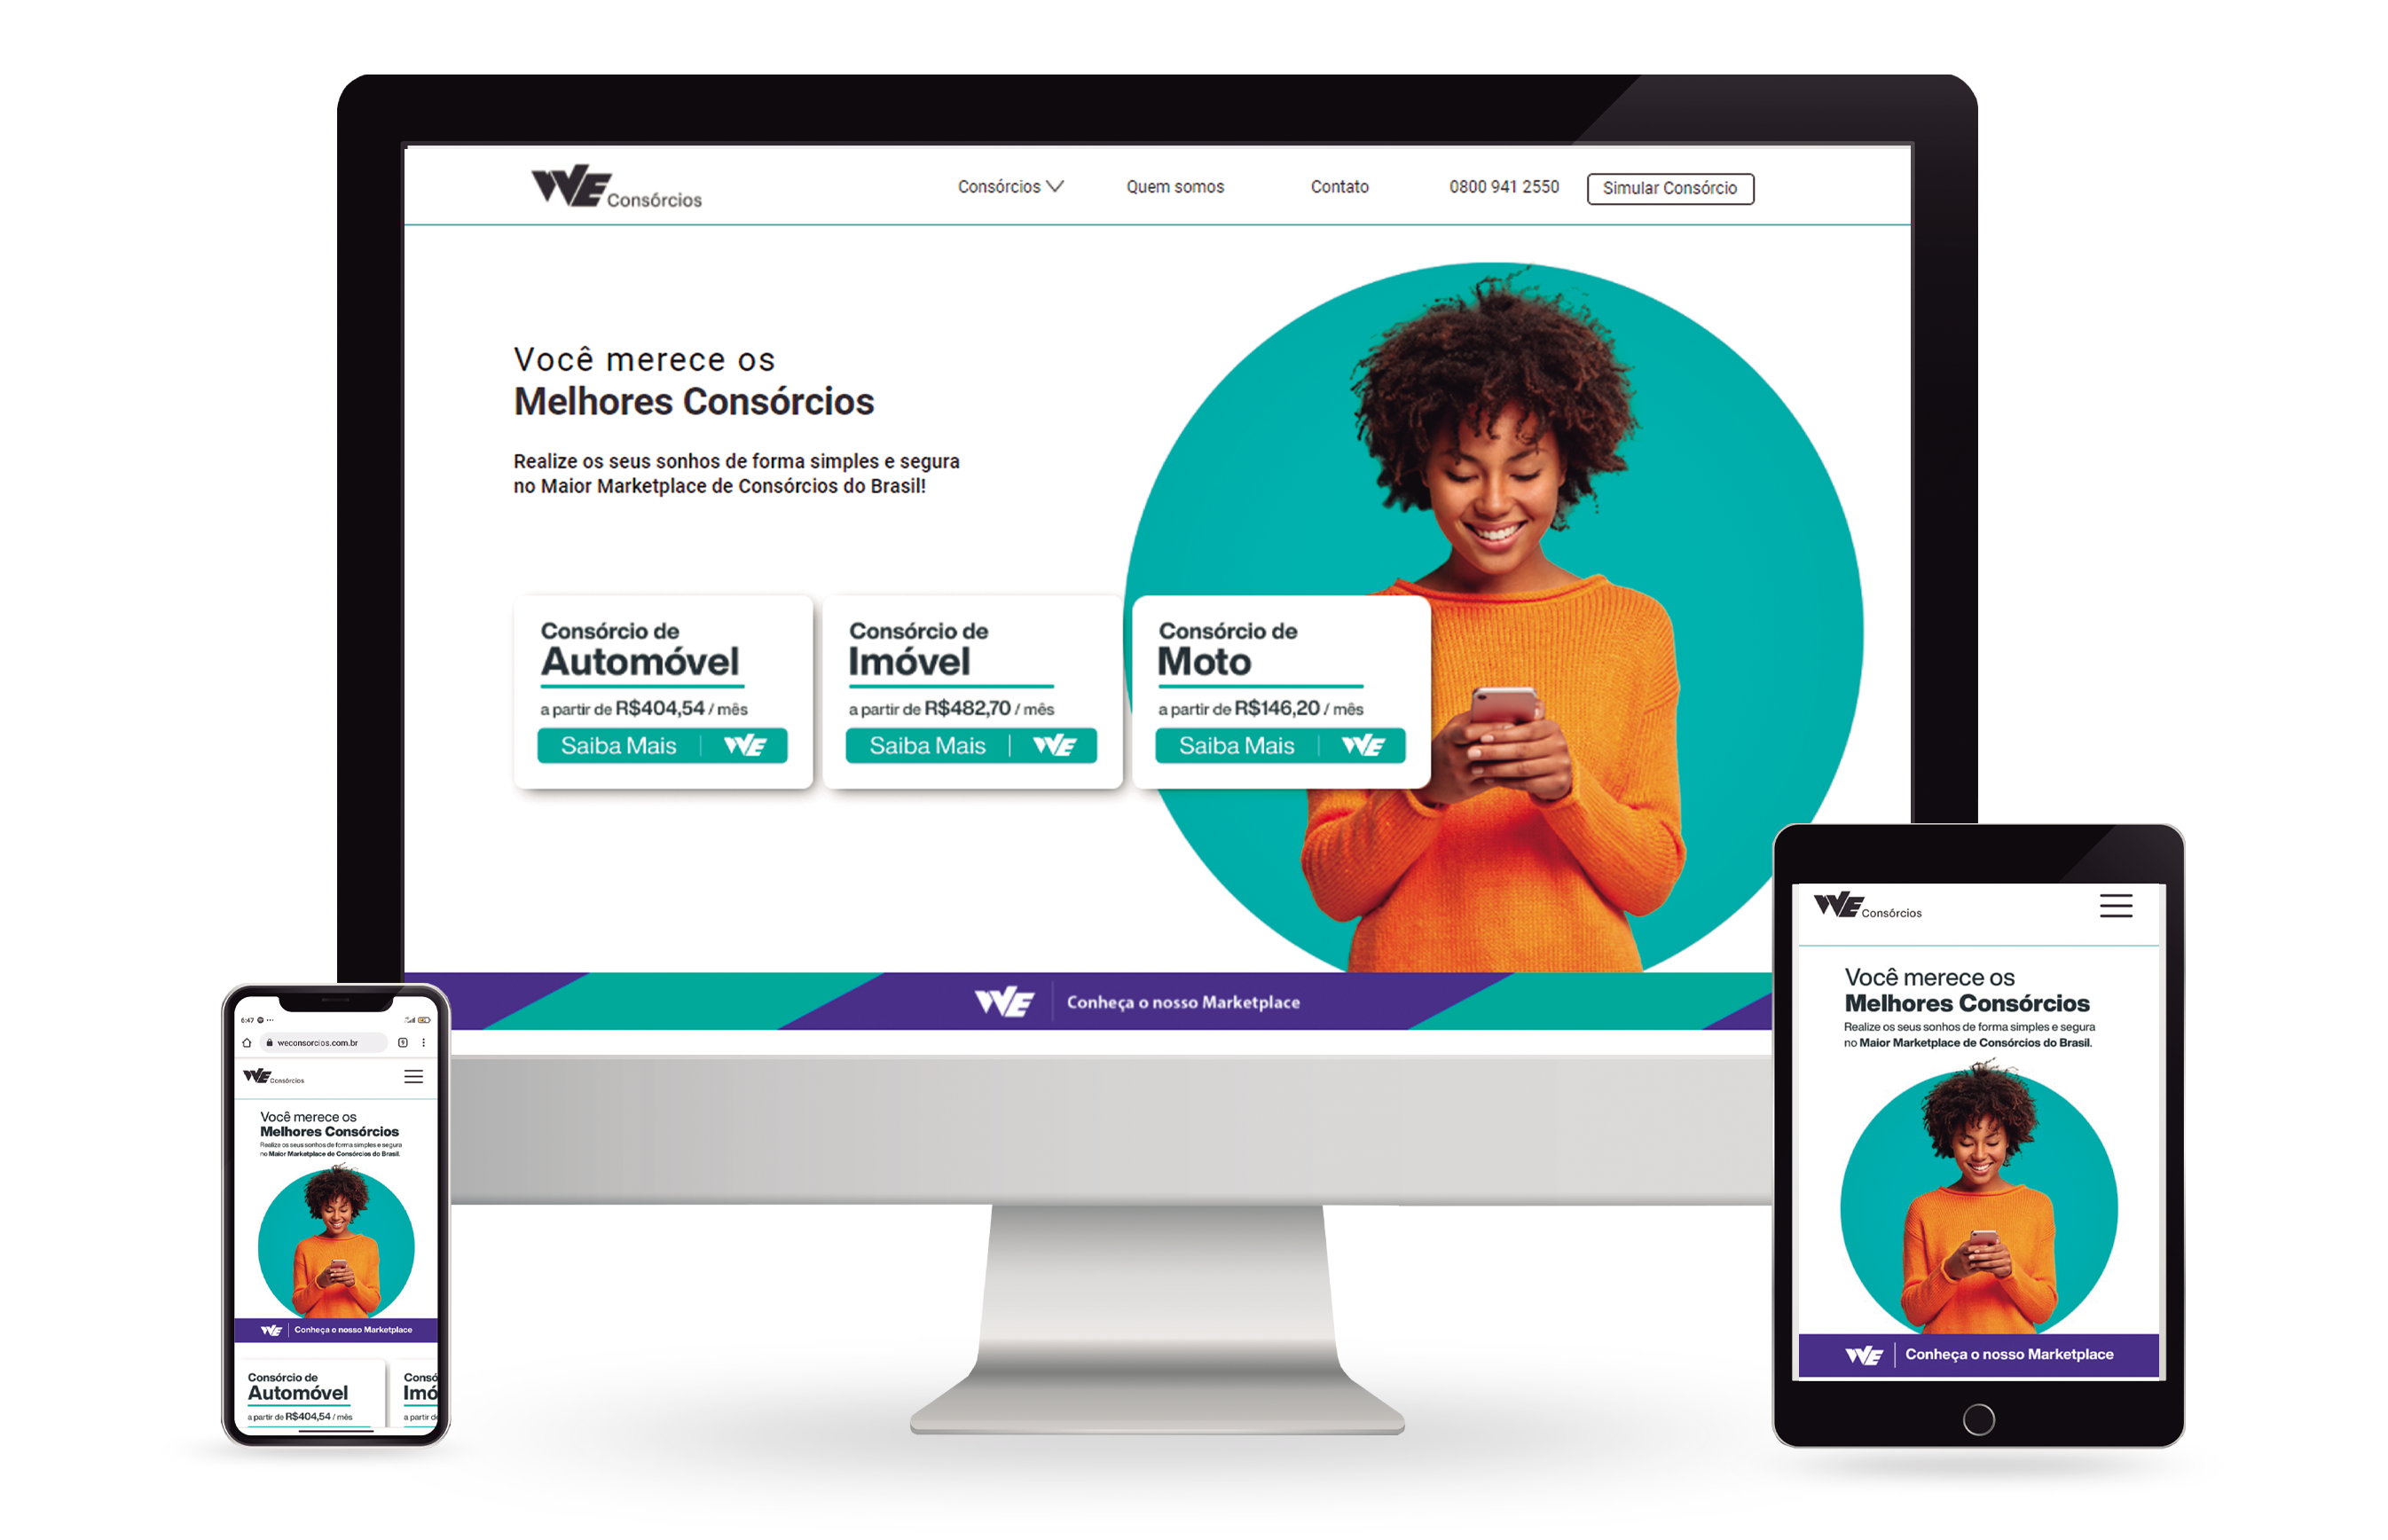 WE Consórcios
Consórcios
Quem somos
Contato
0800 941 2550
Simular Consórcio
Você merece os
Melhores Consórcios
Realize os seus sonhos de forma simples e segura
no Maior Marketplace de Consórcios do Brasil!
Consórcio de
Automóvel
a partir de R$404,54 / mês
Saiba Mais | WE
Consórcio de
Imóvel
a partir de R$482,70 / mês
Saiba Mais | WE
Consórcio de
Moto
a partir de R$146,20 / mês
Saiba Mais | WE
WE | Conheça o nosso Marketplace
6:47
weconsorcios.com.br
WE Consórcios
Você merece os
Melhores Consórcios
Realize os seus sonhos de forma simples e segura
no Maior Marketplace de Consórcios do Brasil.
WE | Conheça o nosso Marketplace
Consórcio de
Automóvel
a partir de R$404,54 / mês
Consó
Imó
a partir d
WE Consórcios
Você merece os
Melhores Consórcios
Realize os seus sonhos de forma simples e segura
no Maior Marketplace de Consórcios do Brasil.
WE | Conheça o nosso Marketplace